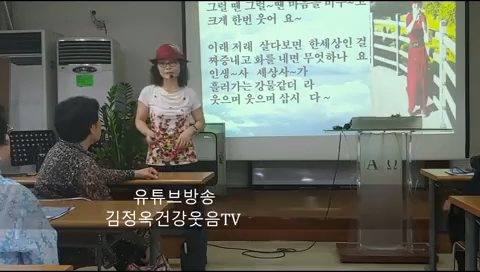 그럴 땐 그럴~땐 마음을 비우~고
크게 한번 웃어 요~
이래 저래 살다보면 한세상인 걸
짜증내고 화를 내면 무엇하나 요
인생~사 세상사~가
흘러가는 강물같더 라
웃으며 웃으며 삽시 다~
Α Ω
유튜브방송
김정옥건강웃음TV